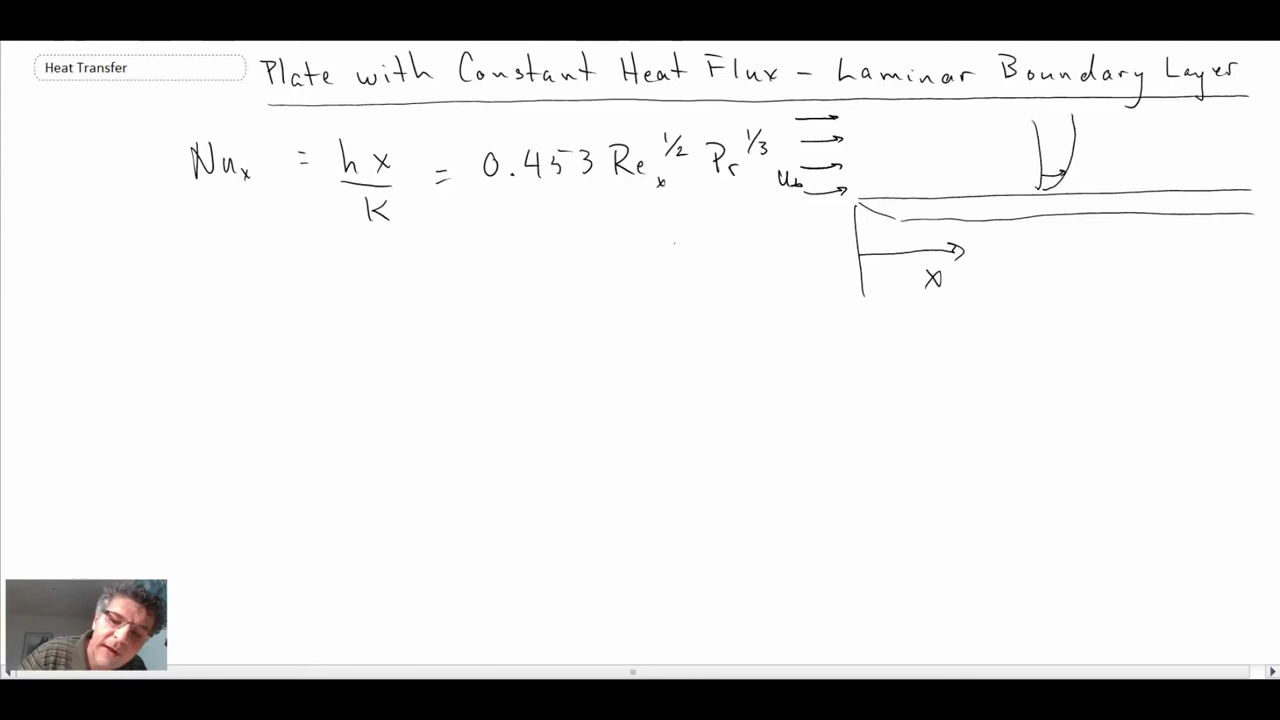 Heat Transfer
Plate with Constant Heat Flux - Laminar Boundary Layer
Nu_x = h x / K = 0.453 Re_x^1/2 Pr^1/3
u∞
x